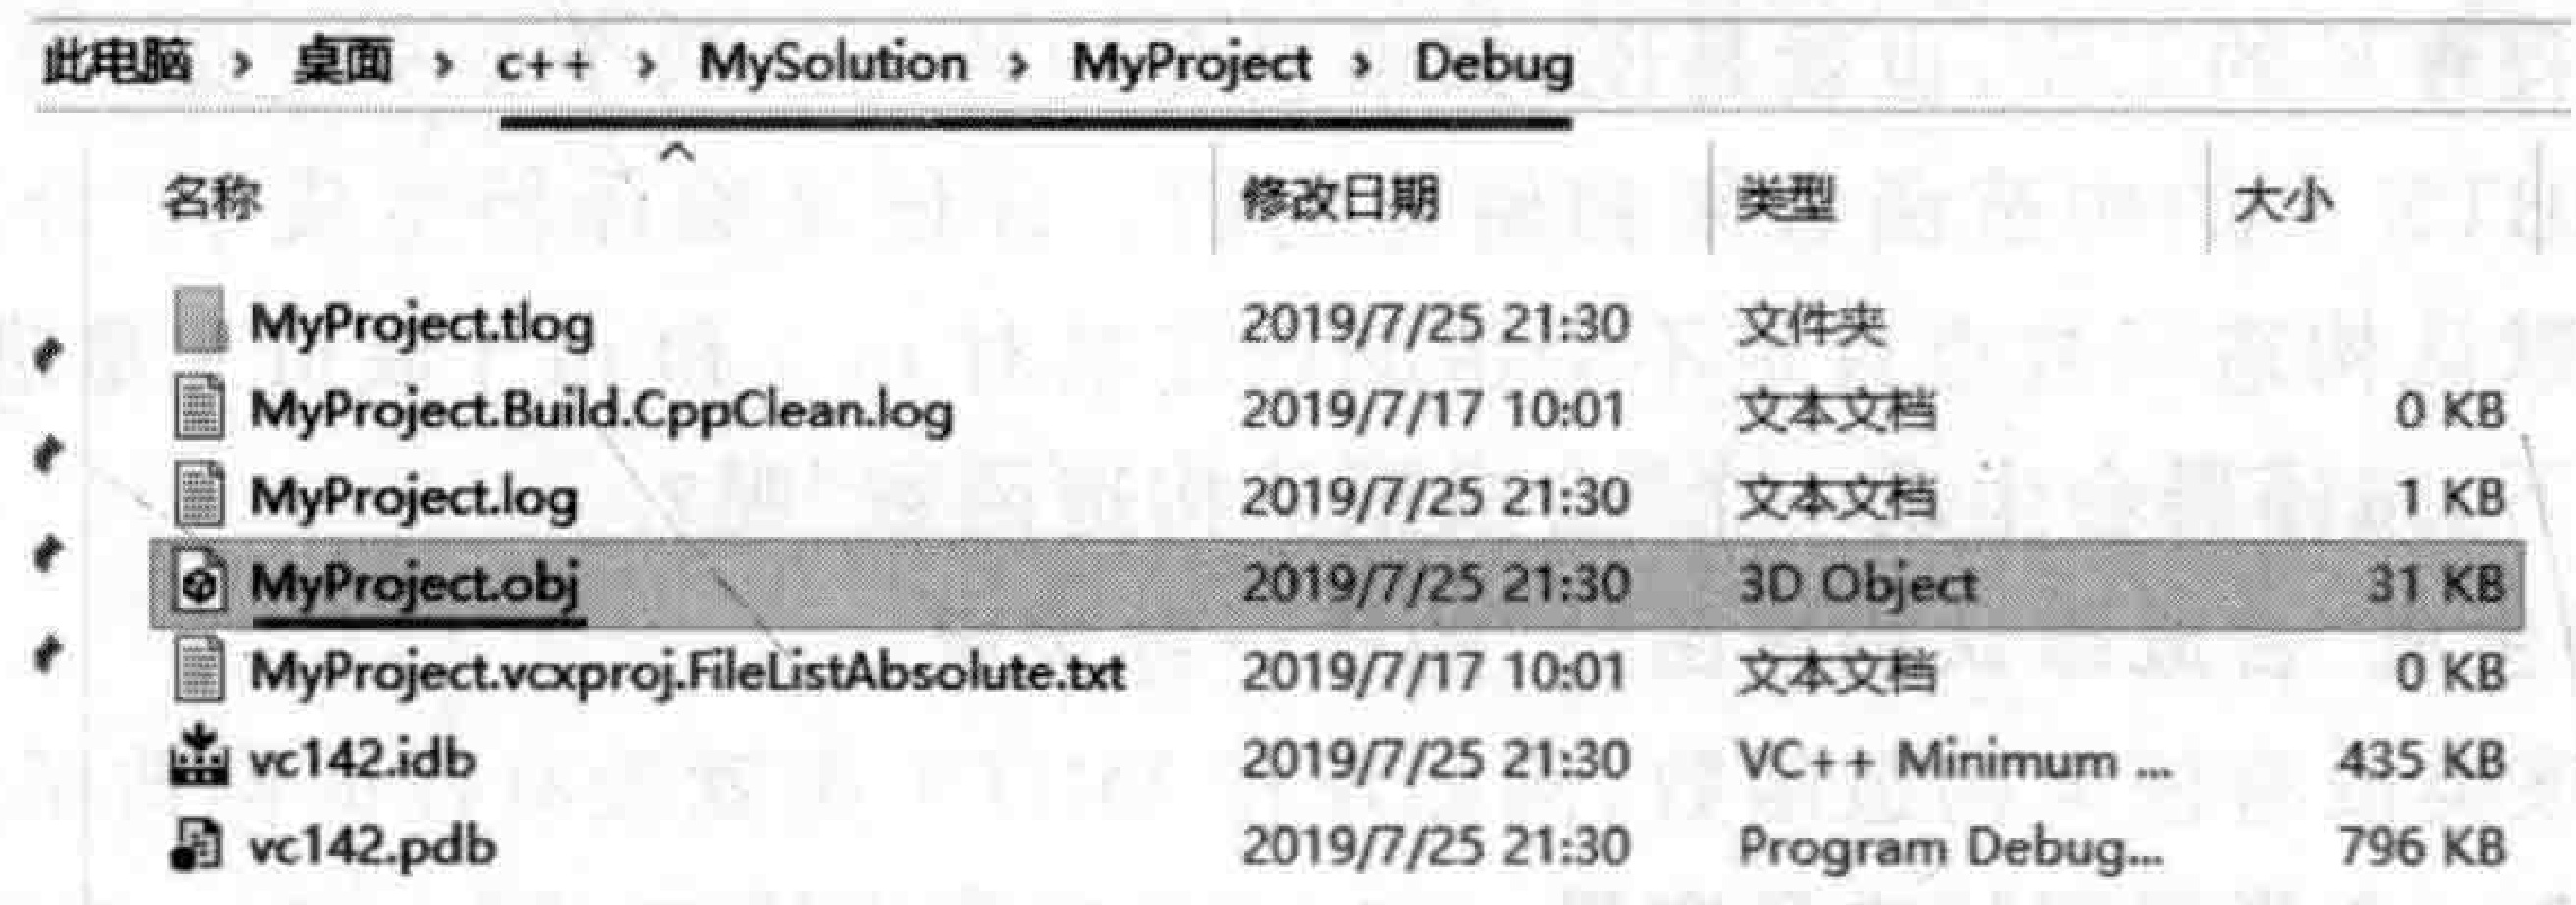 此电脑 › 桌面 › c++ › MySolution › MyProject › Debug
名称 修改日期 类型 大小
MyProject.tlog 2019/7/25 21:30 文件夹
MyProject.Build.CppClean.log 2019/7/17 10:01 文本文档 0 KB
MyProject.log 2019/7/25 21:30 文本文档 1 KB
MyProject.obj 2019/7/25 21:30 3D Object 31 KB
MyProject.vcxproj.FileListAbsolute.txt 2019/7/17 10:01 文本文档 0 KB
vc142.idb 2019/7/25 21:30 VC++ Minimum ... 435 KB
vc142.pdb 2019/7/25 21:30 Program Debug... 796 KB